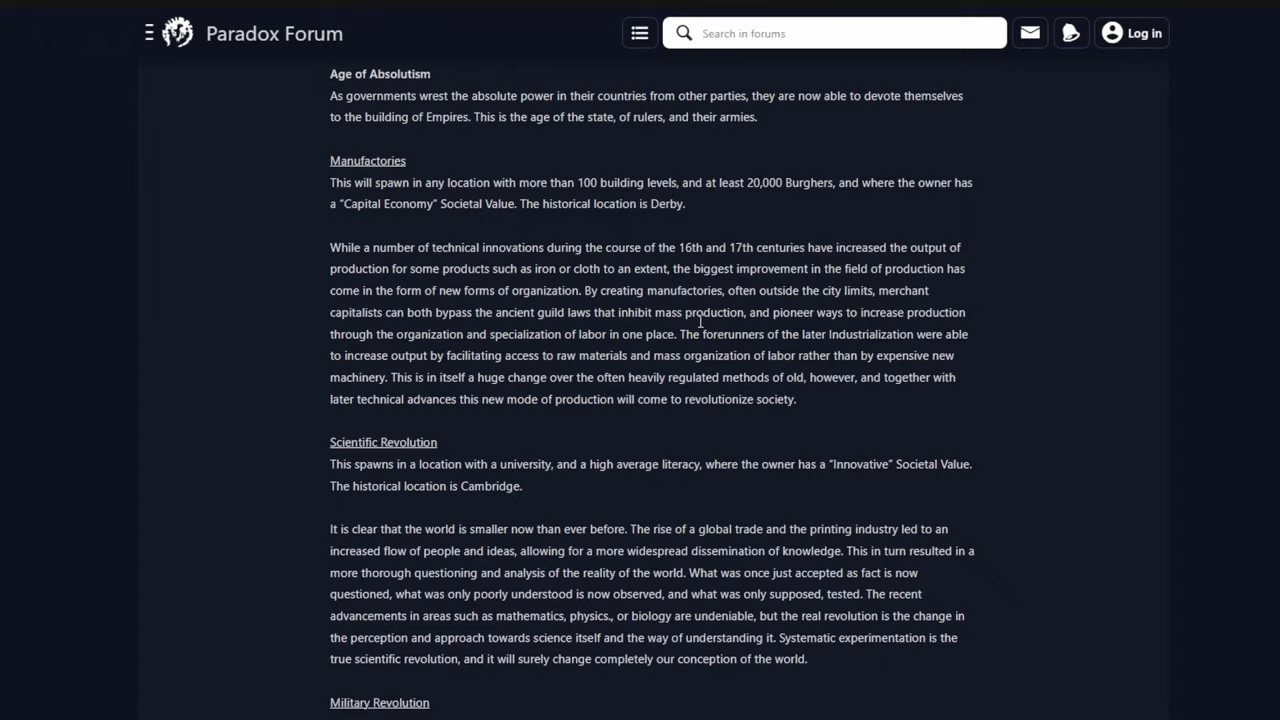 Paradox Forum
Search in forums
Log in
Age of Absolutism
As governments wrest the absolute power in their countries from other parties, they are now able to devote themselves
to the building of Empires. This is the age of the state, of rulers, and their armies.
Manufactories
This will spawn in any location with more than 100 building levels, and at least 20,000 Burghers, and where the owner has
a “Capital Economy” Societal Value. The historical location is Derby.
While a number of technical innovations during the course of the 16th and 17th centuries have increased the output of
production for some products such as iron or cloth to an extent, the biggest improvement in the field of production has
come in the form of new forms of organization. By creating manufactories, often outside the city limits, merchant
capitalists can both bypass the ancient guild laws that inhibit mass production, and pioneer ways to increase production
through the organization and specialization of labor in one place. The forerunners of the later Industrialization were able
to increase output by facilitating access to raw materials and mass organization of labor rather than by expensive new
machinery. This is in itself a huge change over the often heavily regulated methods of old, however, and together with
later technical advances this new mode of production will come to revolutionize society.
Scientific Revolution
This spawns in a location with a university, and a high average literacy, where the owner has a “Innovative” Societal Value.
The historical location is Cambridge.
It is clear that the world is smaller now than ever before. The rise of a global trade and the printing industry led to an
increased flow of people and ideas, allowing for a more widespread dissemination of knowledge. This in turn resulted in a
more thorough questioning and analysis of the reality of the world. What was once just accepted as fact is now
questioned, what was only poorly understood is now observed, and what was only supposed, tested. The recent
advancements in areas such as mathematics, physics., or biology are undeniable, but the real revolution is the change in
the perception and approach towards science itself and the way of understanding it. Systematic experimentation is the
true scientific revolution, and it will surely change completely our conception of the world.
Military Revolution